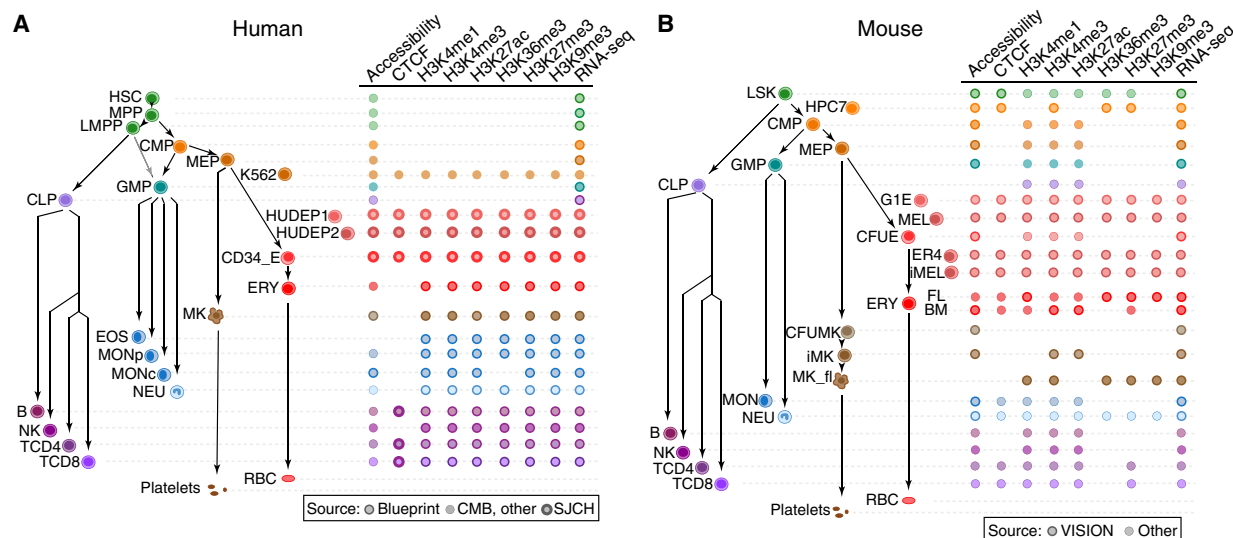 A
Human
Accessibility
CTCF
H3K4me1
H3K4me3
H3K27ac
H3K36me3
H3K27me3
H3K9me3
RNA-seq
HSC
MPP
LMPP
CMP
MEP
K562
GMP
CLP
HUDEP1
HUDEP2
CD34_E
ERY
MK
EOS
MONp
MONc
NEU
B
NK
TCD4
TCD8
RBC
Platelets
Source: Blueprint CMB, other SJCH
B
Mouse
Accessibility
CTCF
H3K4me1
H3K4me3
H3K27ac
H3K36me3
H3K27me3
H3K9me3
RNA-seq
LSK
HPC7
CMP
MEP
GMP
CLP
G1E
MEL
CFUE
ER4
iMEL
ERY FL
BM
CFUMK
iMK
MK_fl
MON
NEU
B
NK
TCD4
TCD8
RBC
Platelets
Source: VISION Other